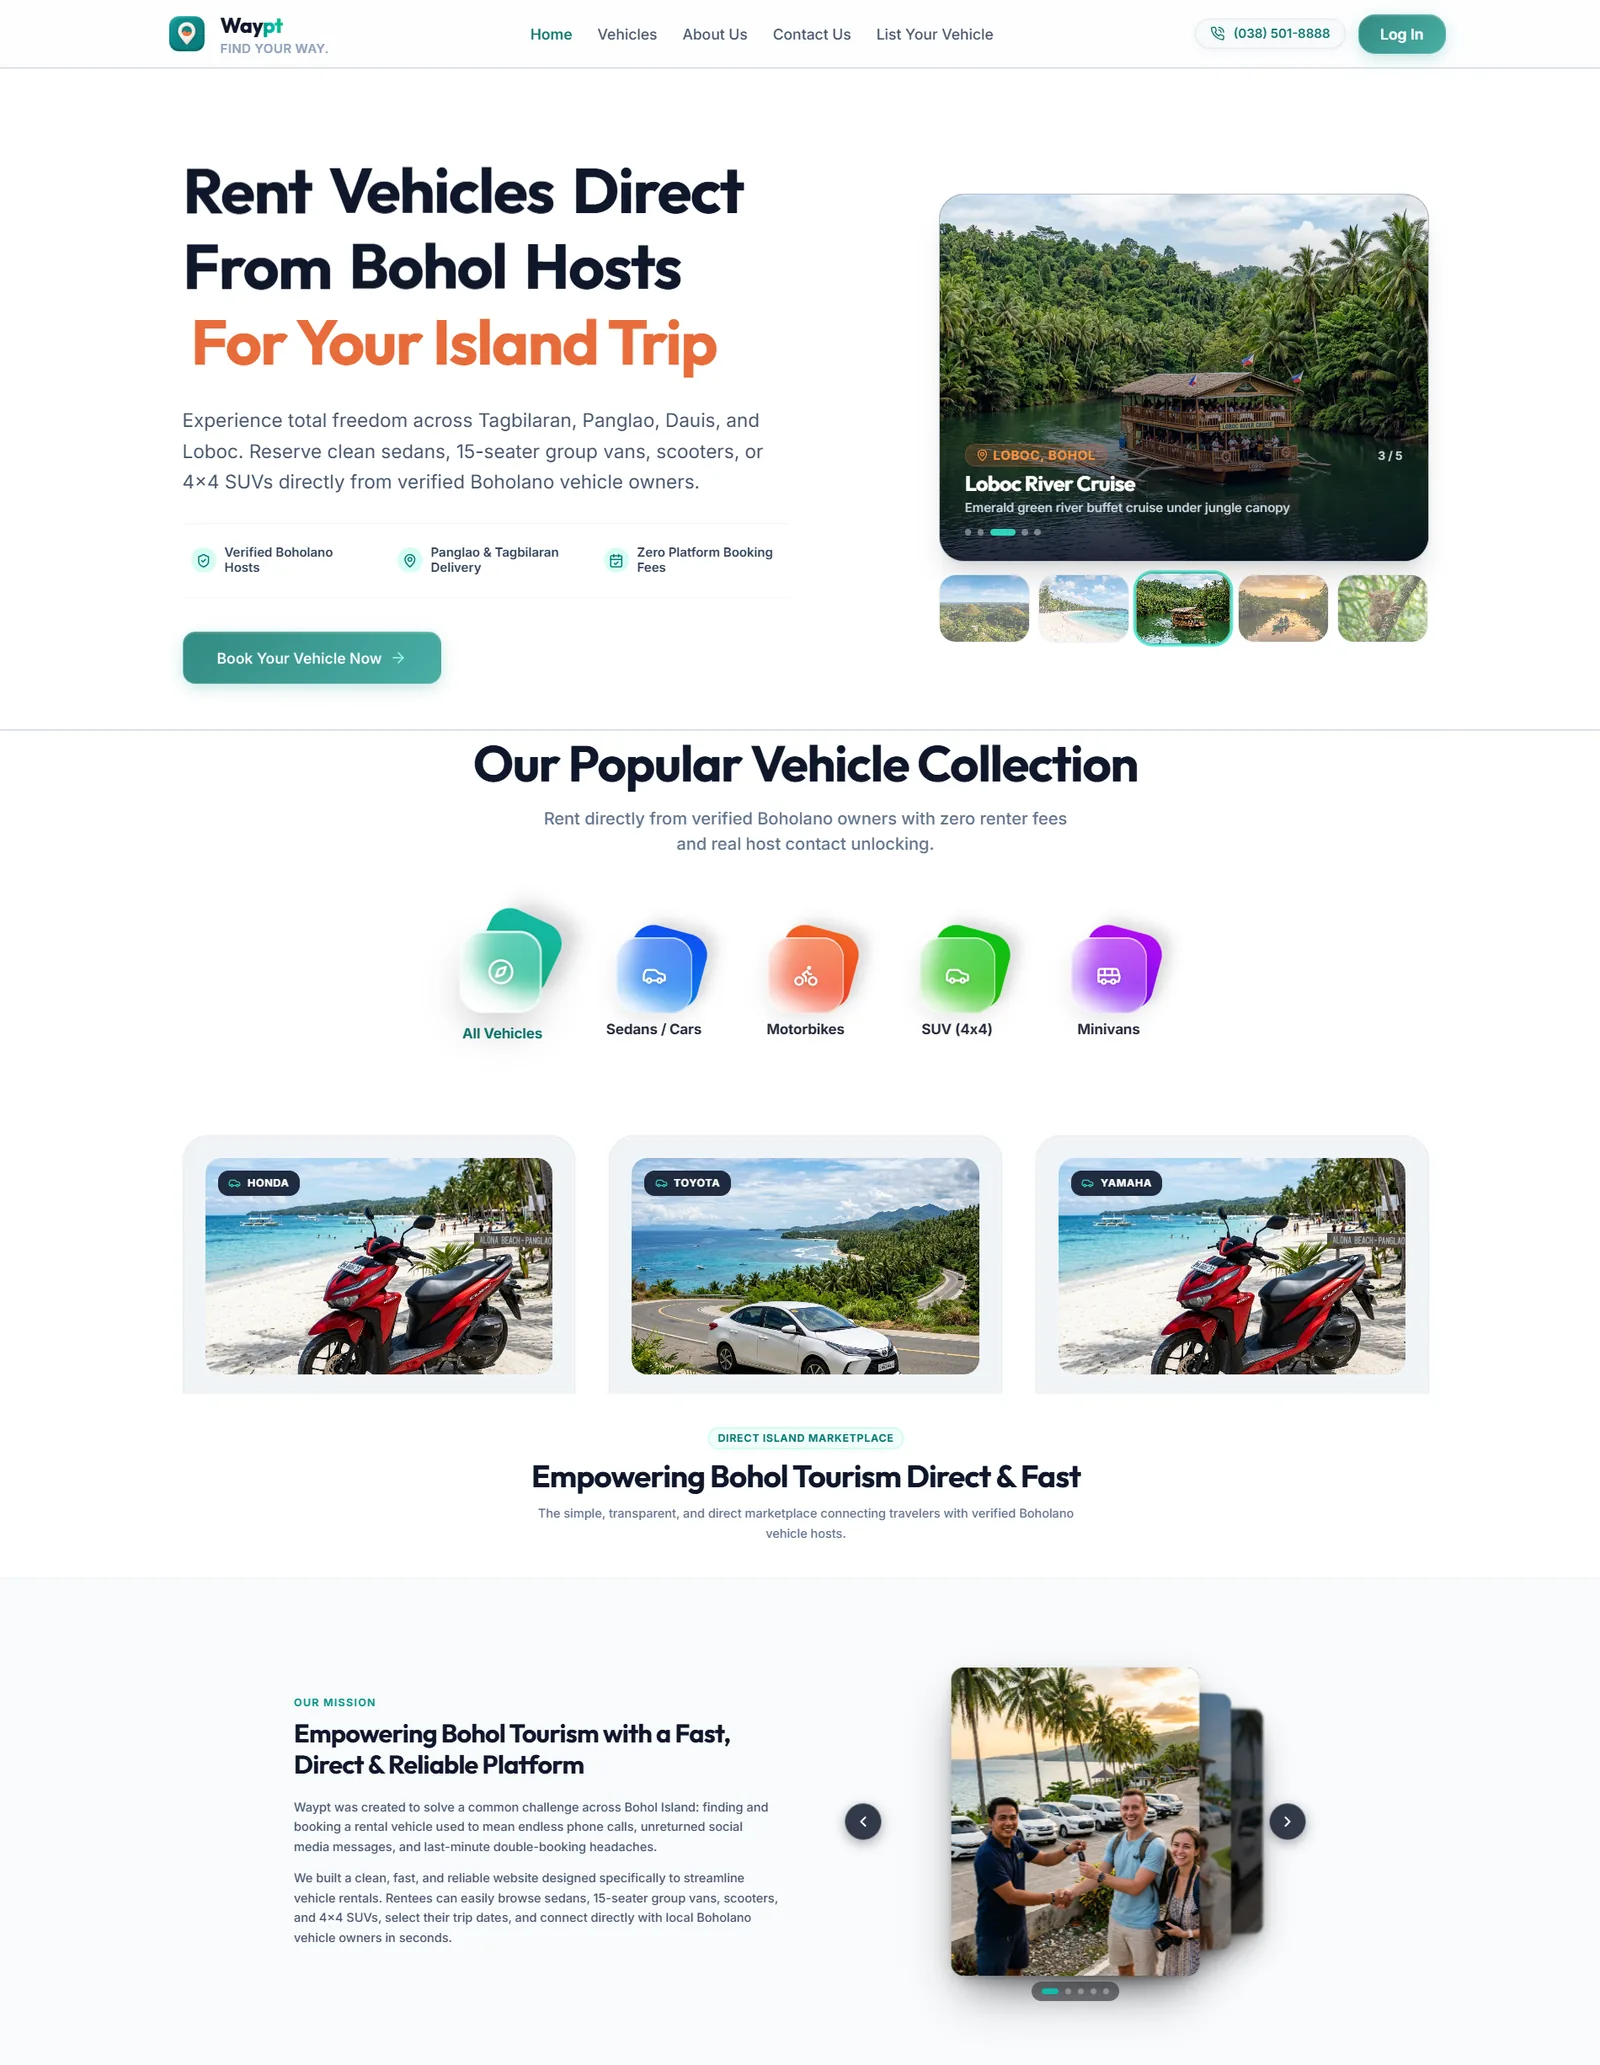 Waypt
FIND YOUR WAY.
Home
Vehicles
About Us
Contact Us
List Your Vehicle
(038) 501-8888
Log In
Rent Vehicles Direct
From Bohol Hosts
For Your Island Trip
Experience total freedom across Tagbilaran, Panglao, Dauis, and
Loboc. Reserve clean sedans, 15-seater group vans, scooters, or
4×4 SUVs directly from verified Boholano vehicle owners.
Verified Boholano
Hosts
Panglao & Tagbilaran
Delivery
Zero Platform Booking
Fees
Book Your Vehicle Now
LOBOC RIVER CRUISE
LOBOC, BOHOL
3 / 5
Loboc River Cruise
Emerald green river buffet cruise under jungle canopy
Our Popular Vehicle Collection
Rent directly from verified Boholano owners with zero renter fees
and real host contact unlocking.
All Vehicles
Sedans / Cars
Motorbikes
SUV (4x4)
Minivans
HONDA
ALONA BEACH-PANGLAO
TOYOTA
YAMAHA
ALONA BEACH-PANGLAO
DIRECT ISLAND MARKETPLACE
Empowering Bohol Tourism Direct & Fast
The simple, transparent, and direct marketplace connecting travelers with verified Boholano
vehicle hosts.
OUR MISSION
Empowering Bohol Tourism with a Fast,
Direct & Reliable Platform
Waypt was created to solve a common challenge across Bohol Island: finding and
booking a rental vehicle used to mean endless phone calls, unreturned social
media messages, and last-minute double-booking headaches.
We built a clean, fast, and reliable website designed specifically to streamline
vehicle rentals. Rentees can easily browse sedans, 15-seater group vans, scooters,
and 4×4 SUVs, select their trip dates, and connect directly with local Boholano
vehicle owners in seconds.